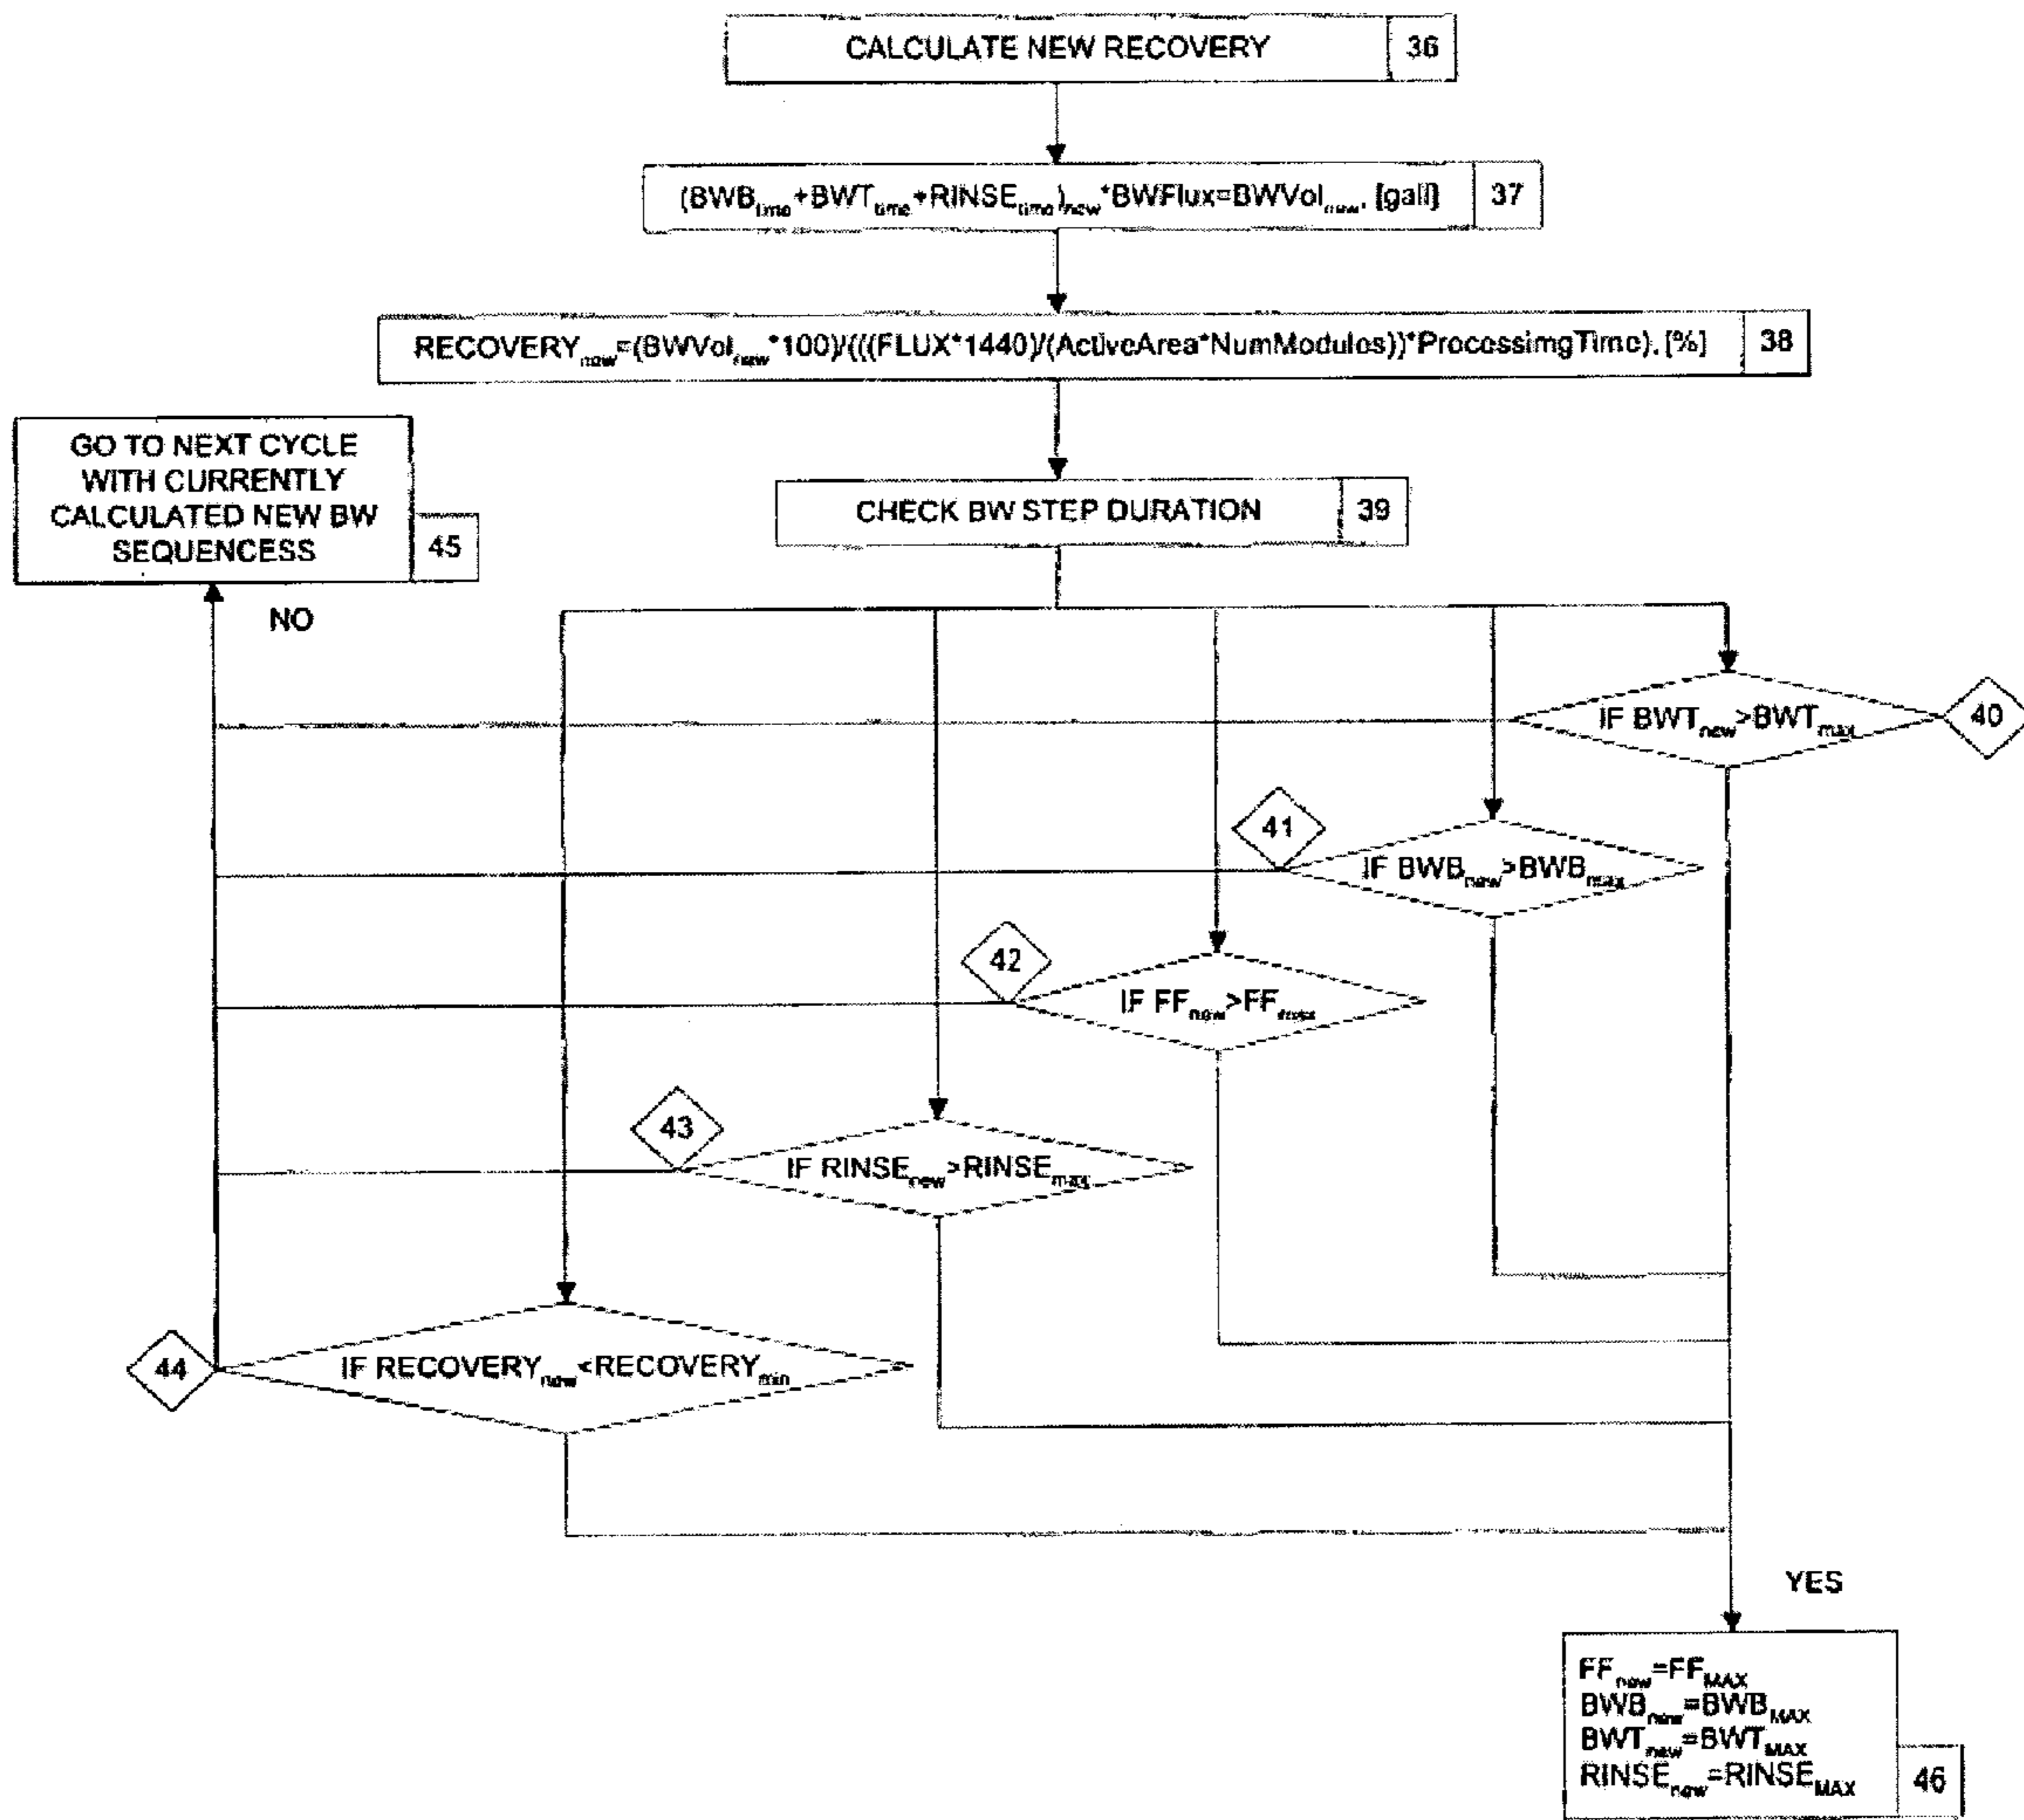 CALCULATE NEW RECOVERY 36
(BWB_time+BWT_time+RINSE_time)_new*BWFlux=BWVol_new, [gall] 37
RECOVERY_new=(BWVol_new*100)/(((FLUX*1440)/(ActiveArea*NumModules))*ProcessimgTime), [%] 38
GO TO NEXT CYCLE
WITH CURRENTLY
CALCULATED NEW BW
SEQUENCESS
45
CHECK BW STEP DURATION 39
NO
IF BWT_new>BWT_max 40
41
IF BWB_new>BWB_max
42
IF FF_new>FF_max
43
IF RINSE_new>RINSE_max
44
IF RECOVERY_new<RECOVERY_min
YES
FF_new=FF_MAX
BWB_new=BWB_MAX
BWT_new=BWT_MAX
RINSE_new=RINSE_MAX
46